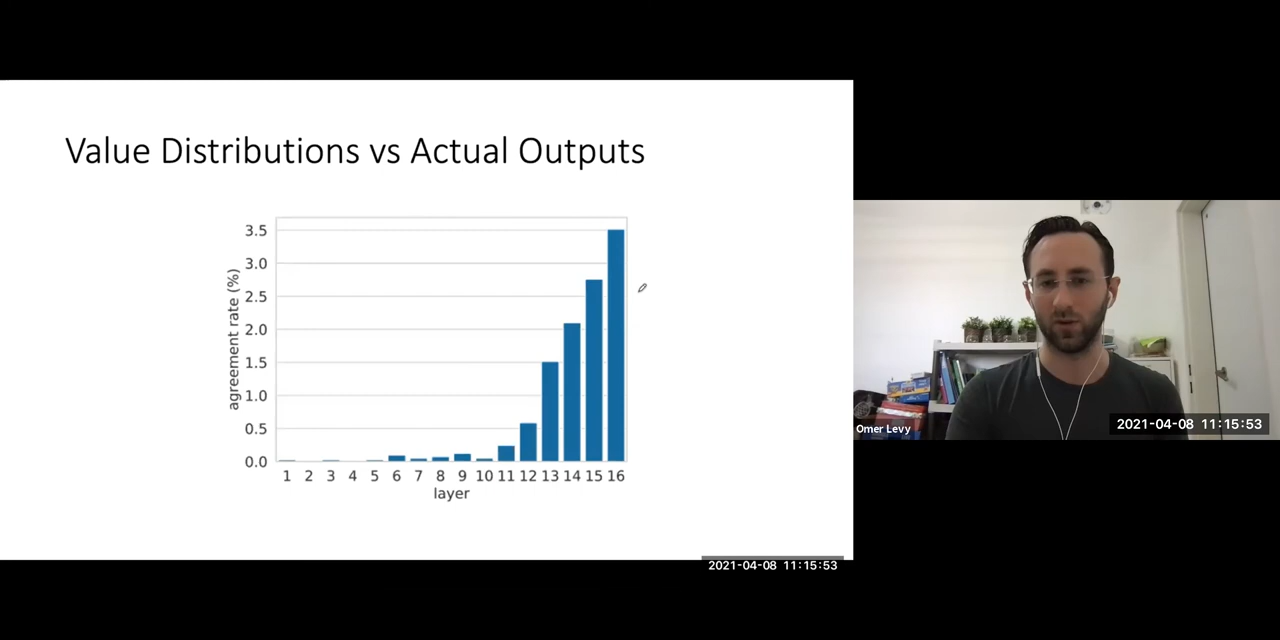 Value Distributions vs Actual Outputs
3.5
3.0
2.5
2.0
1.5
1.0
0.5
0.0
agreement rate (%)
1 2 3 4 5 6 7 8 9 10 11 12 13 14 15 16
layer
2021-04-08 11:15:53
Omer Levy
2021-04-08 11:15:53